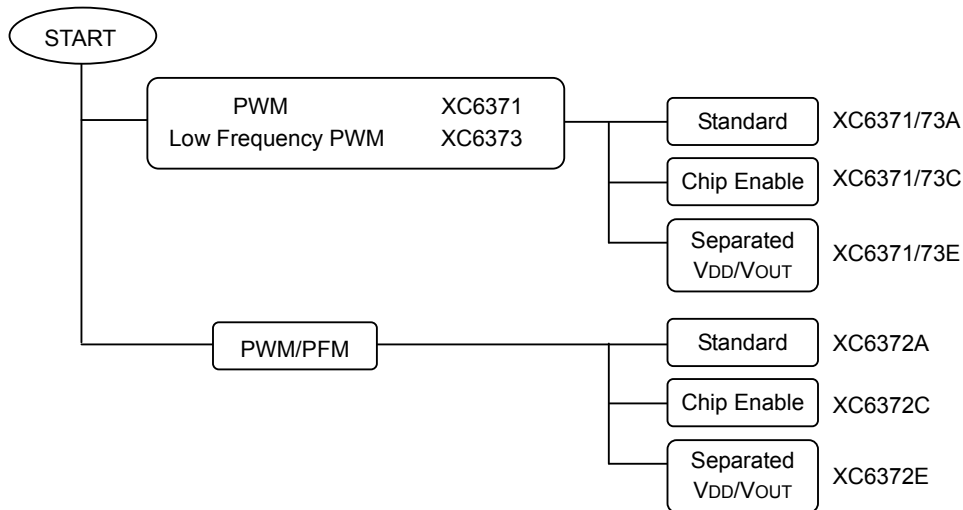 START
PWM XC6371
Low Frequency PWM XC6373
Standard XC6371/73A
Chip Enable XC6371/73C
Separated
VDD/VOUT XC6371/73E
PWM/PFM
Standard XC6372A
Chip Enable XC6372C
Separated
VDD/VOUT XC6372E